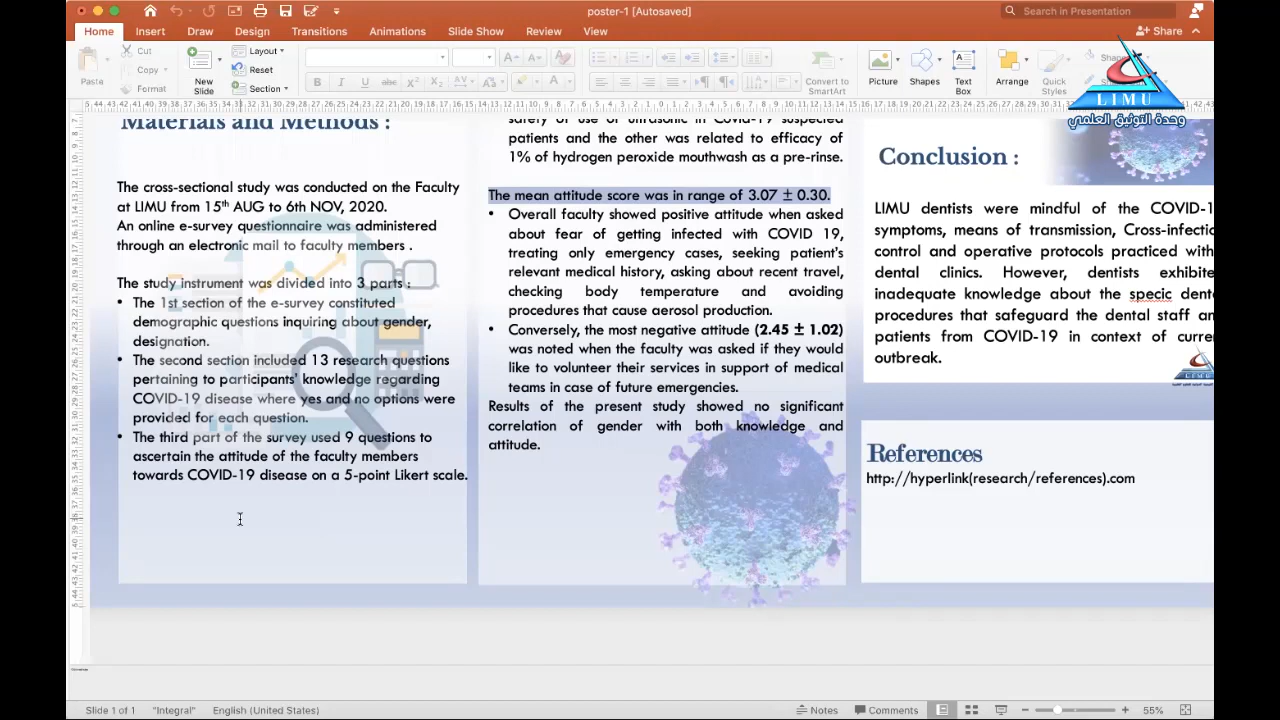 poster-1 [Autosaved]
Search in Presentation
Home Insert Draw Design Transitions Animations Slide Show Review View Share
Paste
Cut
Copy
Format
New Slide
Layout
Reset
Section
Convert to SmartArt
Picture
Shapes
Text Box
Arrange
Quick Styles
LIMU
وحدة التوثيق العلمي
Materials and Methods :
The cross-sectional study was conducted on the Faculty
at LIMU from 15th AUG to 6th NOV, 2020.
An online e-survey questionnaire was administered
through an electronic mail to faculty members .
The study instrument was divided into 3 parts :
• The 1st section of the e-survey constituted
demographic questions inquiring about gender,
designation.
• The second section included 13 research questions
pertaining to participants' knowledge regarding
COVID-19 disease where yes and no options were
provided for each question.
• The third part of the survey used 9 questions to
ascertain the attitude of the faculty members
towards COVID-19 disease on a 5-point Likert scale.
safety of use of ultrasonic in Covid-19 suspected
patients and the other was related to efficacy of
1% of hydrogen peroxide mouthwash as a pre-rinse.
The mean attitude score was in range of 3.07 ± 0.30.
• Overall faculty showed positive attitude when asked
about fear of getting infected with COVID 19,
treating only emergency cases, seeking patient's
relevant medical history, asking about recent travel,
checking body temperature and avoiding
procedures that cause aerosol production.
• Conversely, the most negative attitude (2.45 ± 1.02)
was noted when the faculty was asked if they would
like to volunteer their services in support of medical
teams in case of future emergencies.
Results of the present study showed no significant
correlation of gender with both knowledge and
attitude.
Conclusion :
LIMU dentists were mindful of the COVID-1
symptoms, means of transmission, Cross-infectio
control and operative protocols practiced with
dental clinics. However, dentists exhibite
inadequate knowledge about the specic dent
procedures that safeguard the dental staff an
patients from COVID-19 in context of curre
outbreak.
References
http://hyperlink(research/references).com
Slide 1 of 1 "Integral" English (United States) Notes Comments 55%